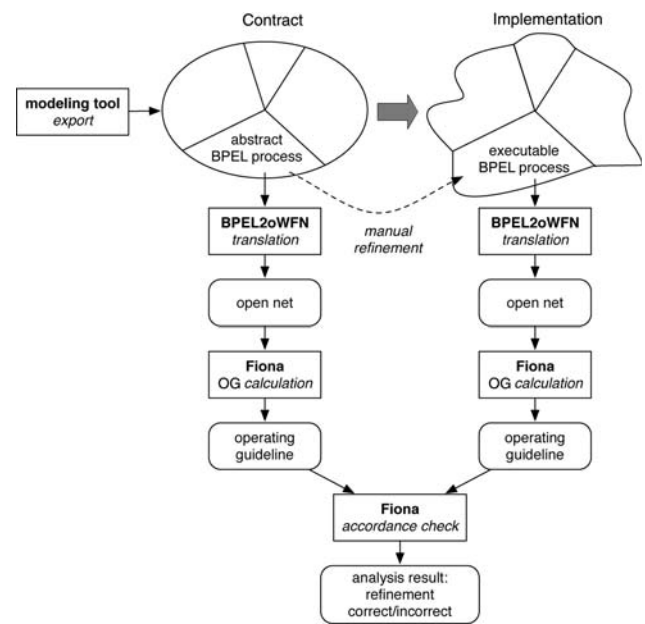 Contract
Implementation
modeling tool
export
abstract
BPEL process
executable
BPEL process
manual
refinement
BPEL2oWFN
translation
BPEL2oWFN
translation
open net
open net
Fiona
OG calculation
Fiona
OG calculation
operating
guideline
operating
guideline
Fiona
accordance check
analysis result:
refinement
correct/incorrect